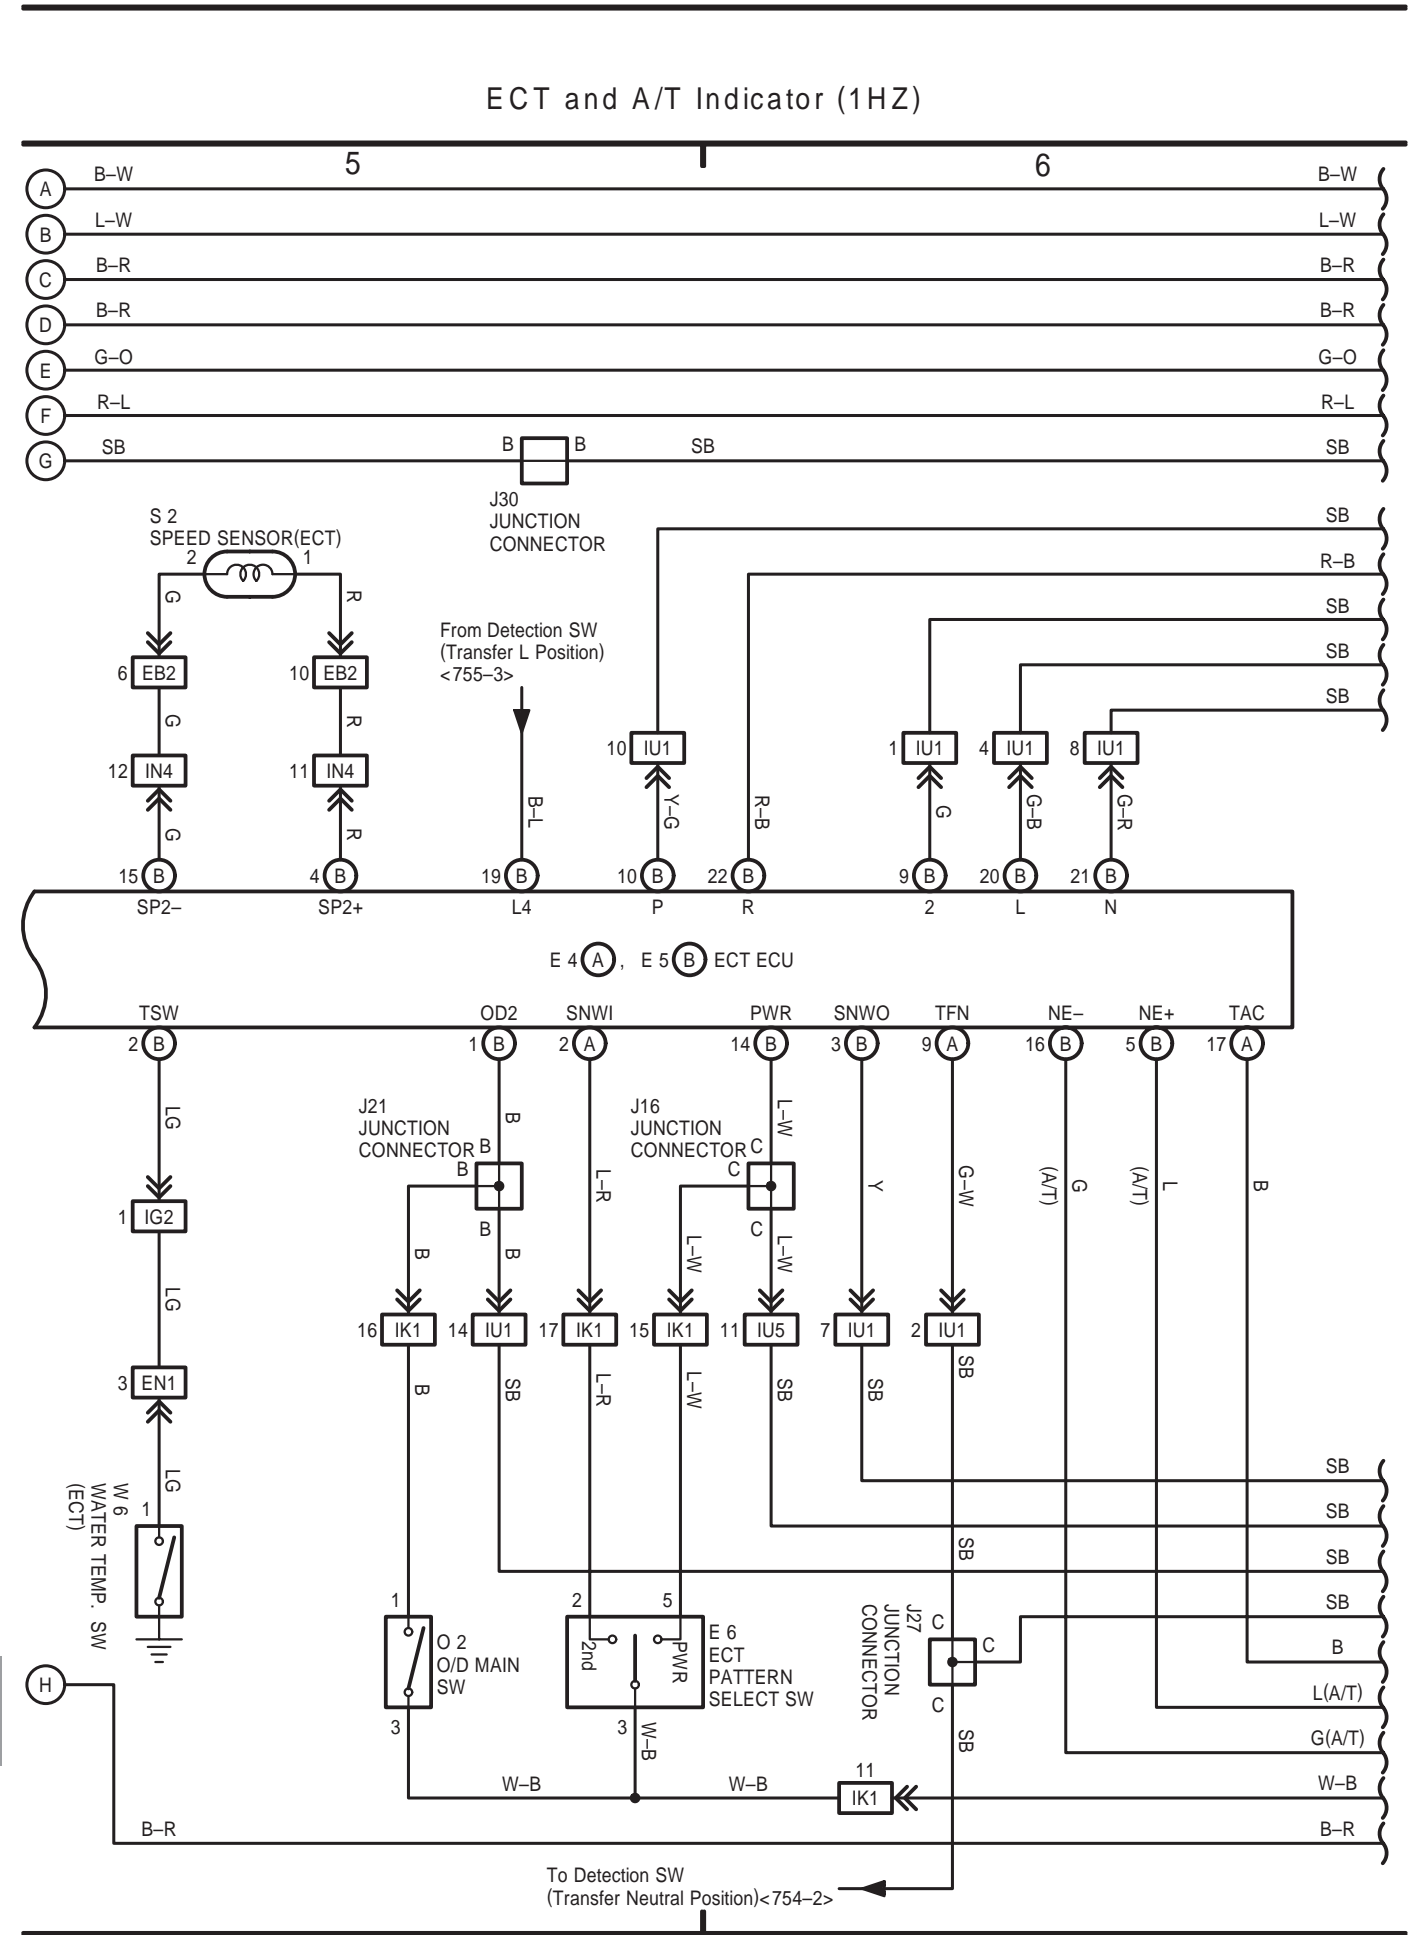 ECT and A/T Indicator (1HZ)
5
6
A B–W B–W
B L–W L–W
C B–R B–R
D B–R B–R
E G–O G–O
F R–L R–L
G SB B B SB SB
J30
JUNCTION
CONNECTOR
S 2
SPEED SENSOR(ECT)
2 1
SB
R–B
SB
SB
SB
G R
From Detection SW
(Transfer L Position)
<755–3>
6 EB2 10 EB2
G R
10 IU1 1 IU1 4 IU1 8 IU1
12 IN4 11 IN4
G R B–L Y–G R–B G G–B G–R
15 B 4 B 19 B 10 B 22 B 9 B 20 B 21 B
SP2– SP2+ L4 P R 2 L N
E 4 A , E 5 B ECT ECU
TSW OD2 SNWI PWR SNWO TFN NE– NE+ TAC
2 B 1 B 2 A 14 B 3 B 9 A 16 B 5 B 17 A
J21
JUNCTION
CONNECTOR
B
B
B
B
J16
JUNCTION
CONNECTOR
L–W
C
C
C
LG L–R Y G–W (A/T) G (A/T) L B
1 IG2
LG B B L–W L–W
16 IK1 14 IU1 17 IK1 15 IK1 11 IU5 7 IU1 2 IU1
3 EN1
B SB L–R L–W SB SB SB
LG
W 6
WATER TEMP. SW
(ECT)
1
SB
SB
SB
SB
SB
B
L(A/T)
G(A/T)
W–B
B–R
1
O 2
O/D MAIN
SW
3
2 5
2nd PWR
E 6
ECT
PATTERN
SELECT SW
3
W–B
J27
JUNCTION
CONNECTOR
C
C
C
SB
H
W–B W–B
11
IK1
B–R
To Detection SW
(Transfer Neutral Position)<754–2>